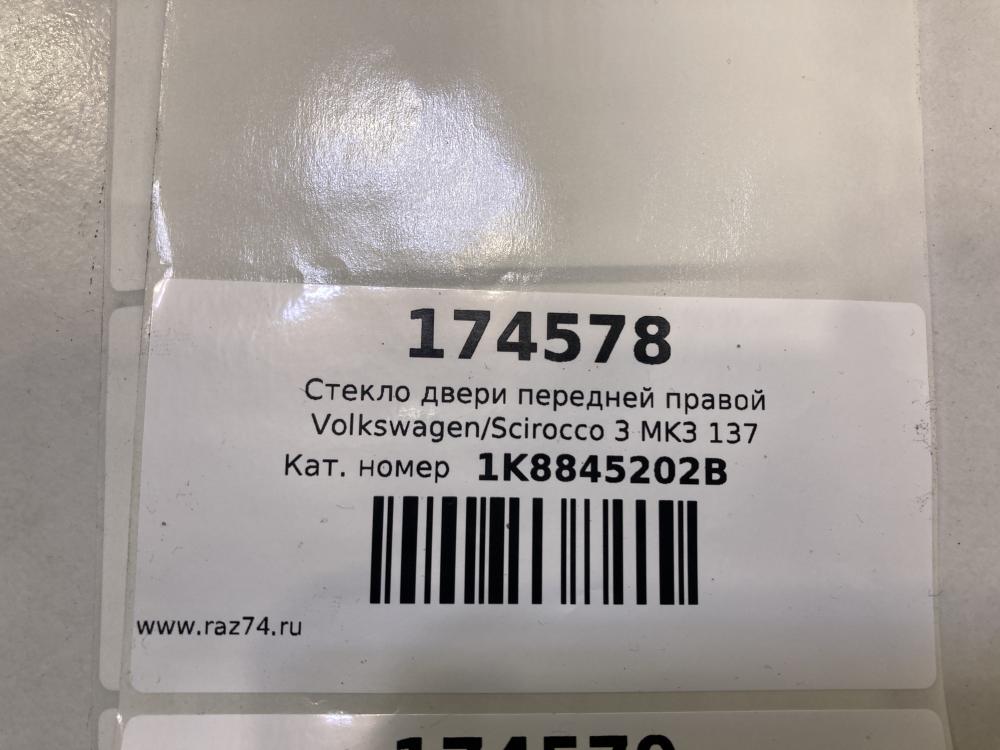 174578
Стекло двери передней правой
Volkswagen/Scirocco 3 MK3 137
Кат. номер 1K8845202B
www.raz74.ru